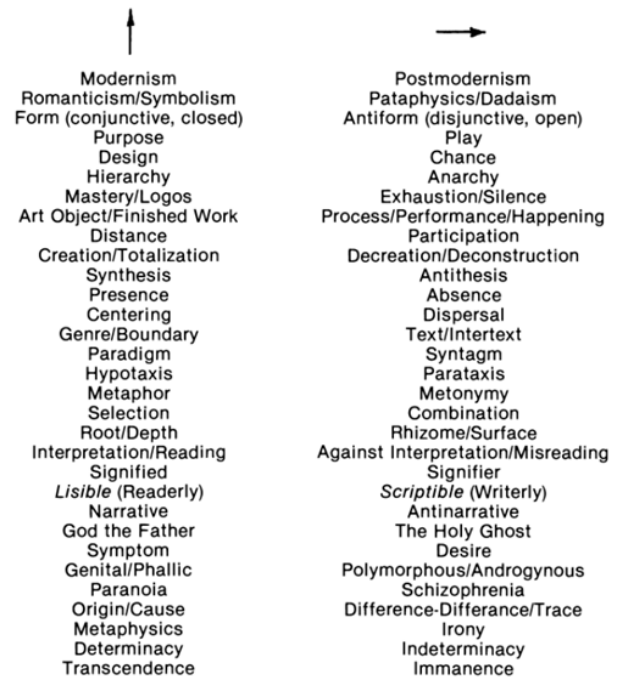 Modernism Postmodernism
Romanticism/Symbolism Pataphysics/Dadaism
Form (conjunctive, closed) Antiform (disjunctive, open)
Purpose Play
Design Chance
Hierarchy Anarchy
Mastery/Logos Exhaustion/Silence
Art Object/Finished Work Process/Performance/Happening
Distance Participation
Creation/Totalization Decreation/Deconstruction
Synthesis Antithesis
Presence Absence
Centering Dispersal
Genre/Boundary Text/Intertext
Paradigm Syntagm
Hypotaxis Parataxis
Metaphor Metonymy
Selection Combination
Root/Depth Rhizome/Surface
Interpretation/Reading Against Interpretation/Misreading
Signified Signifier
Lisible (Readerly) Scriptible (Writerly)
Narrative Antinarrative
God the Father The Holy Ghost
Symptom Desire
Genital/Phallic Polymorphous/Androgynous
Paranoia Schizophrenia
Origin/Cause Difference-Differance/Trace
Metaphysics Irony
Determinacy Indeterminacy
Transcendence Immanence